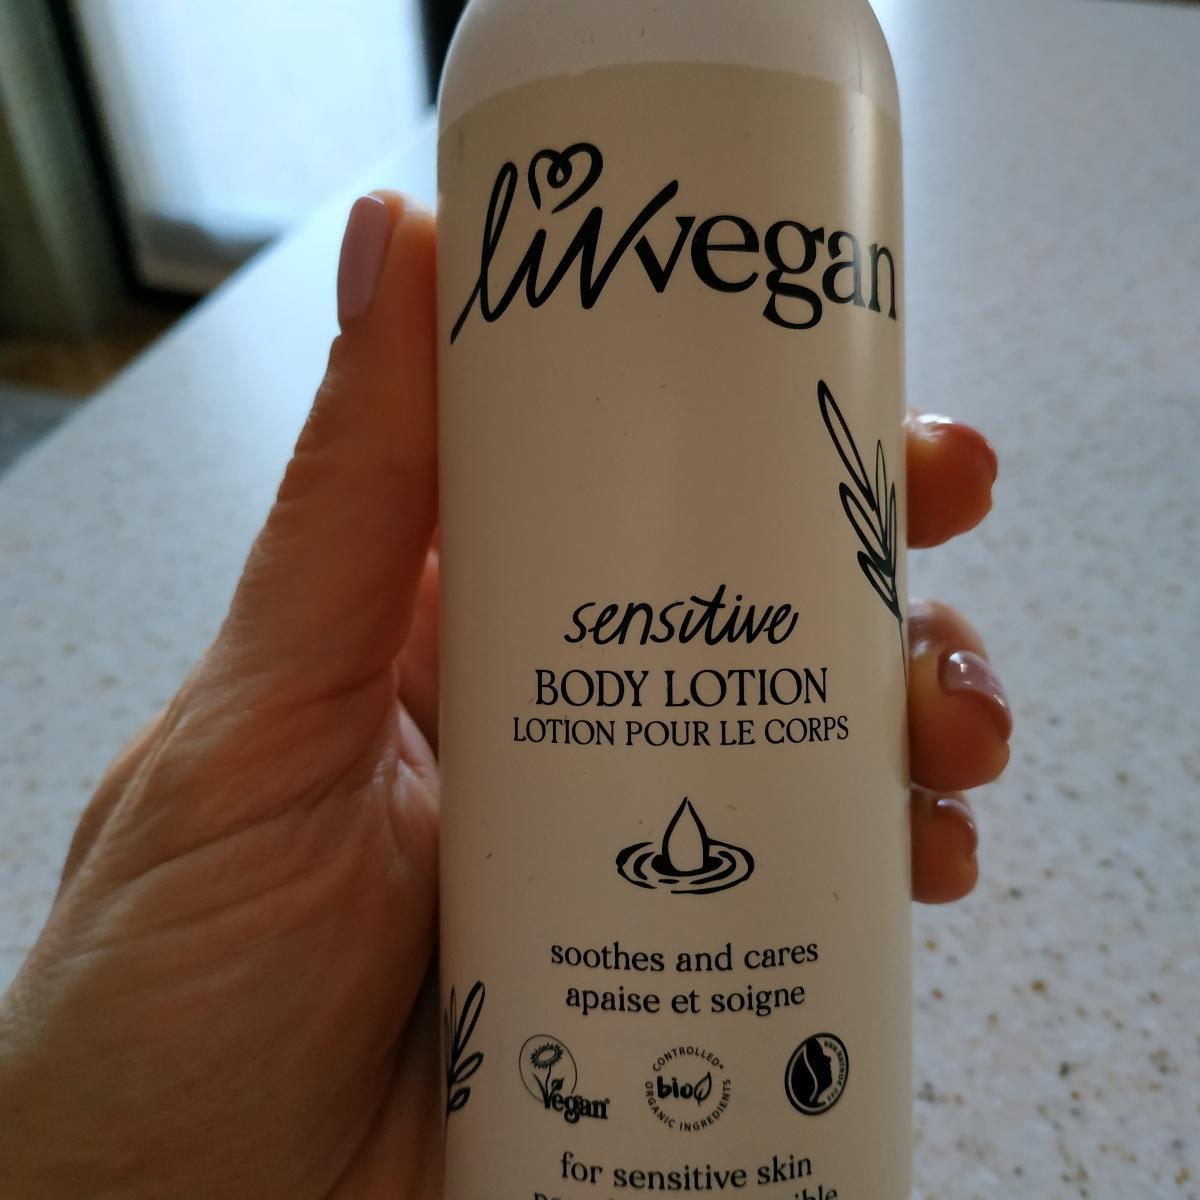 livvegan
sensitive
BODY LOTION
LOTION POUR LE CORPS
soothes and cares
apaise et soigne
Vegan
CONTROLLED*
bio
ORGANIC INGREDIENTS
for sensitive skin